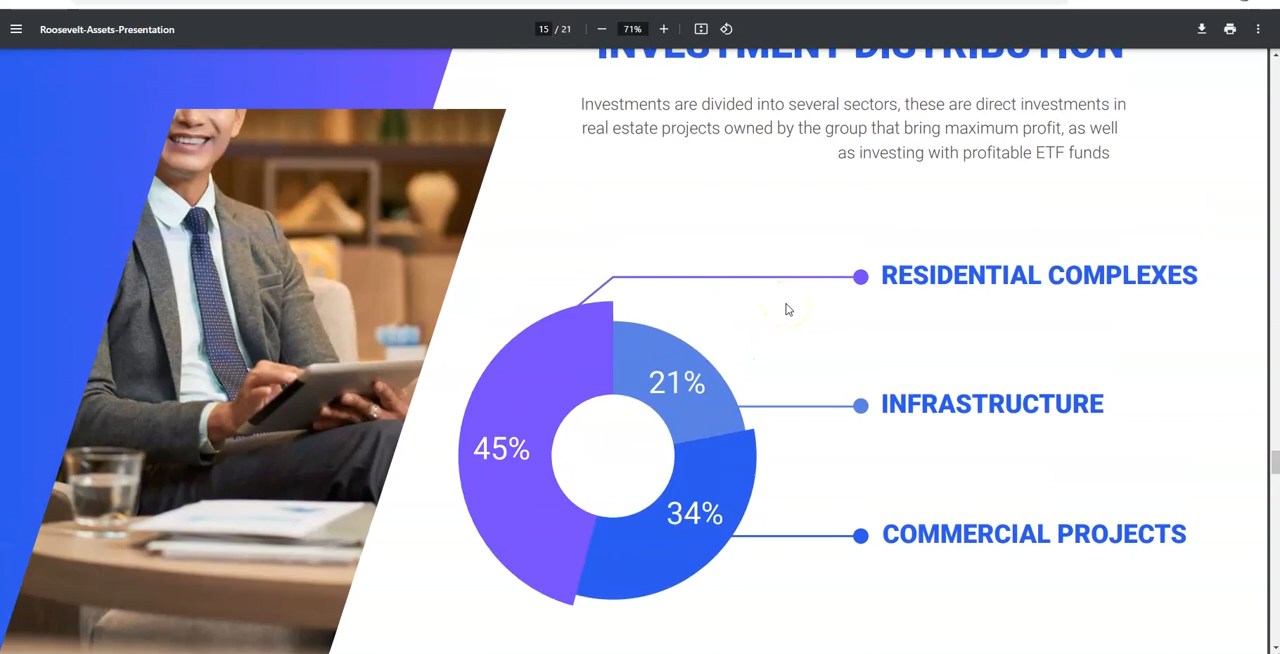 Roosevelt-Assets-Presentation
15 / 21
71%
INVESTMENT DISTRIBUTION
Investments are divided into several sectors, these are direct investments in
real estate projects owned by the group that bring maximum profit, as well
as investing with profitable ETF funds
RESIDENTIAL COMPLEXES
21%
INFRASTRUCTURE
45%
34%
COMMERCIAL PROJECTS